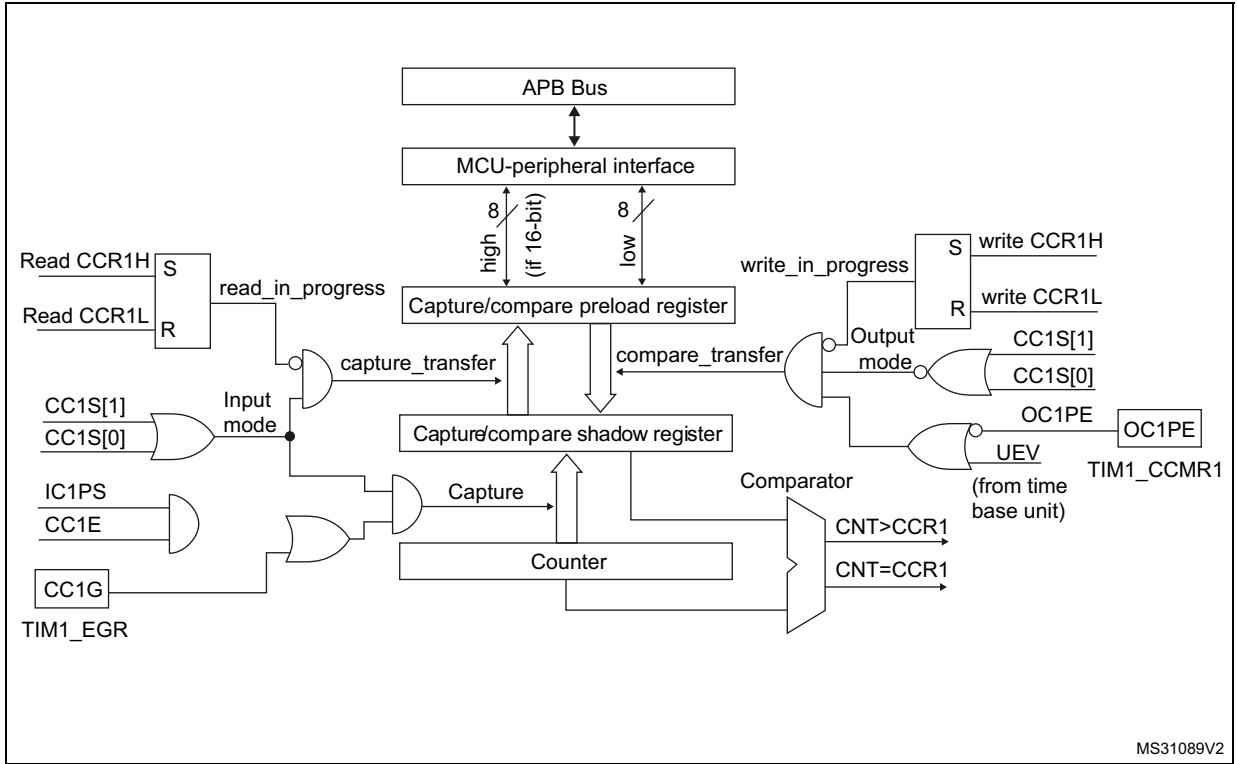 APB Bus
MCU-peripheral interface
8
high
(if 16-bit)
8
low
Read CCR1H
S
Read CCR1L
R
read_in_progress
write_in_progress
S
write CCR1H
R
write CCR1L
Capture/compare preload register
capture_transfer
compare_transfer
Output
mode
CC1S[1]
CC1S[0]
CC1S[1]
CC1S[0]
Input
mode
Capture/compare shadow register
OC1PE
OC1PE
UEV
TIM1_CCMR1
(from time
base unit)
IC1PS
CC1E
Capture
Comparator
CNT>CCR1
CNT=CCR1
Counter
CC1G
TIM1_EGR
MS31089V2